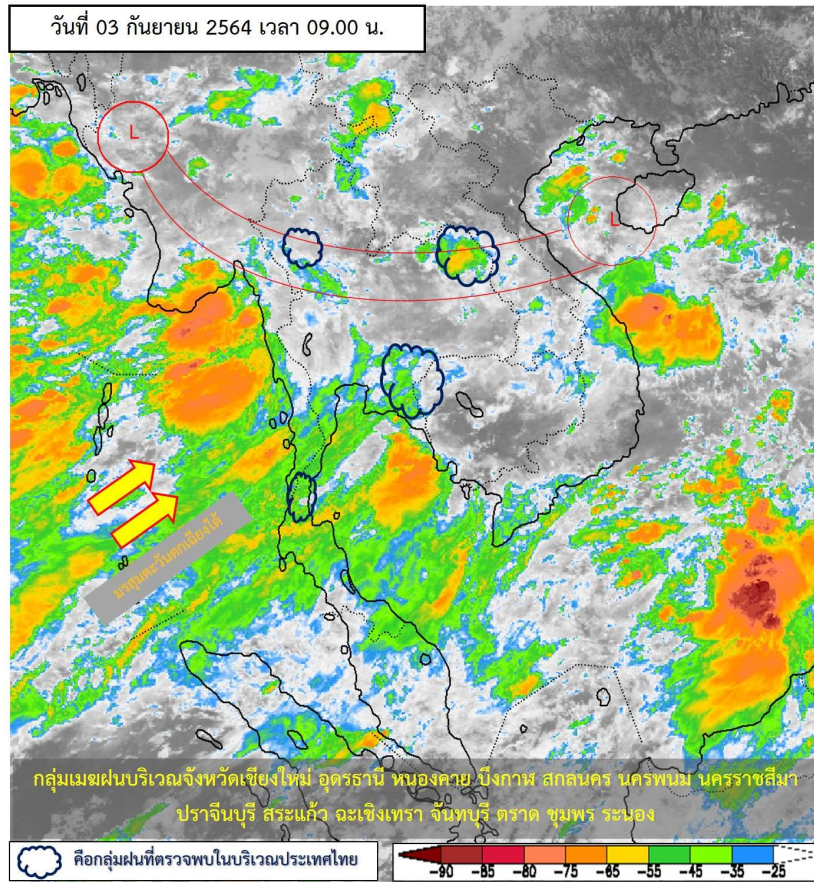 วันที่ 03 กันยายน 2564 เวลา 09.00 น.
L
L
มรสุมตะวันตกเฉียงใต้
กลุ่มเมฆฝนบริเวณจังหวัดเชียงใหม่ อุดรธานี หนองคาย บึงกาฬ สกลนคร นครพนม นครราชสีมา
ปราจีนบุรี สระแก้ว ฉะเชิงเทรา จันทบุรี ตราด ชุมพร ระนอง
คือกลุ่มฝนที่ตรวจพบในบริเวณประเทศไทย
-90 -85 -80 -75 -65 -55 -45 -35 -25